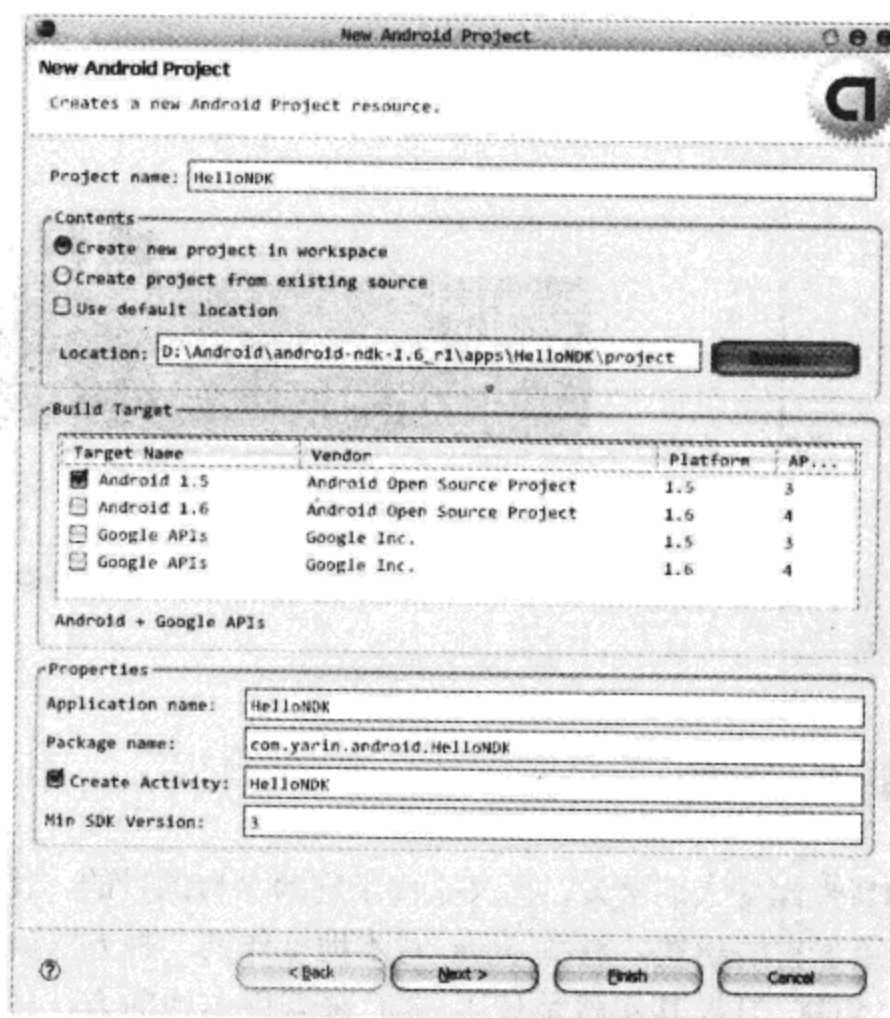 New Android Project
New Android Project
Creates a new Android Project resource.
Project name: HelloNDK
Contents
Create new project in workspace
Create project from existing source
Use default location
Location: D:\Android\android-ndk-1.6_r1\apps\HelloNDK\project
Build Target
Target Name Vendor Platform AP...
Android 1.5 Android Open Source Project 1.5 3
Android 1.6 Android Open Source Project 1.6 4
Google APIs Google Inc. 1.5 3
Google APIs Google Inc. 1.6 4
Android + Google APIs
Properties
Application name: HelloNDK
Package name: com.yarin.android.HelloNDK
Create Activity: HelloNDK
Min SDK Version: 3
? < Back Next > Finish Cancel